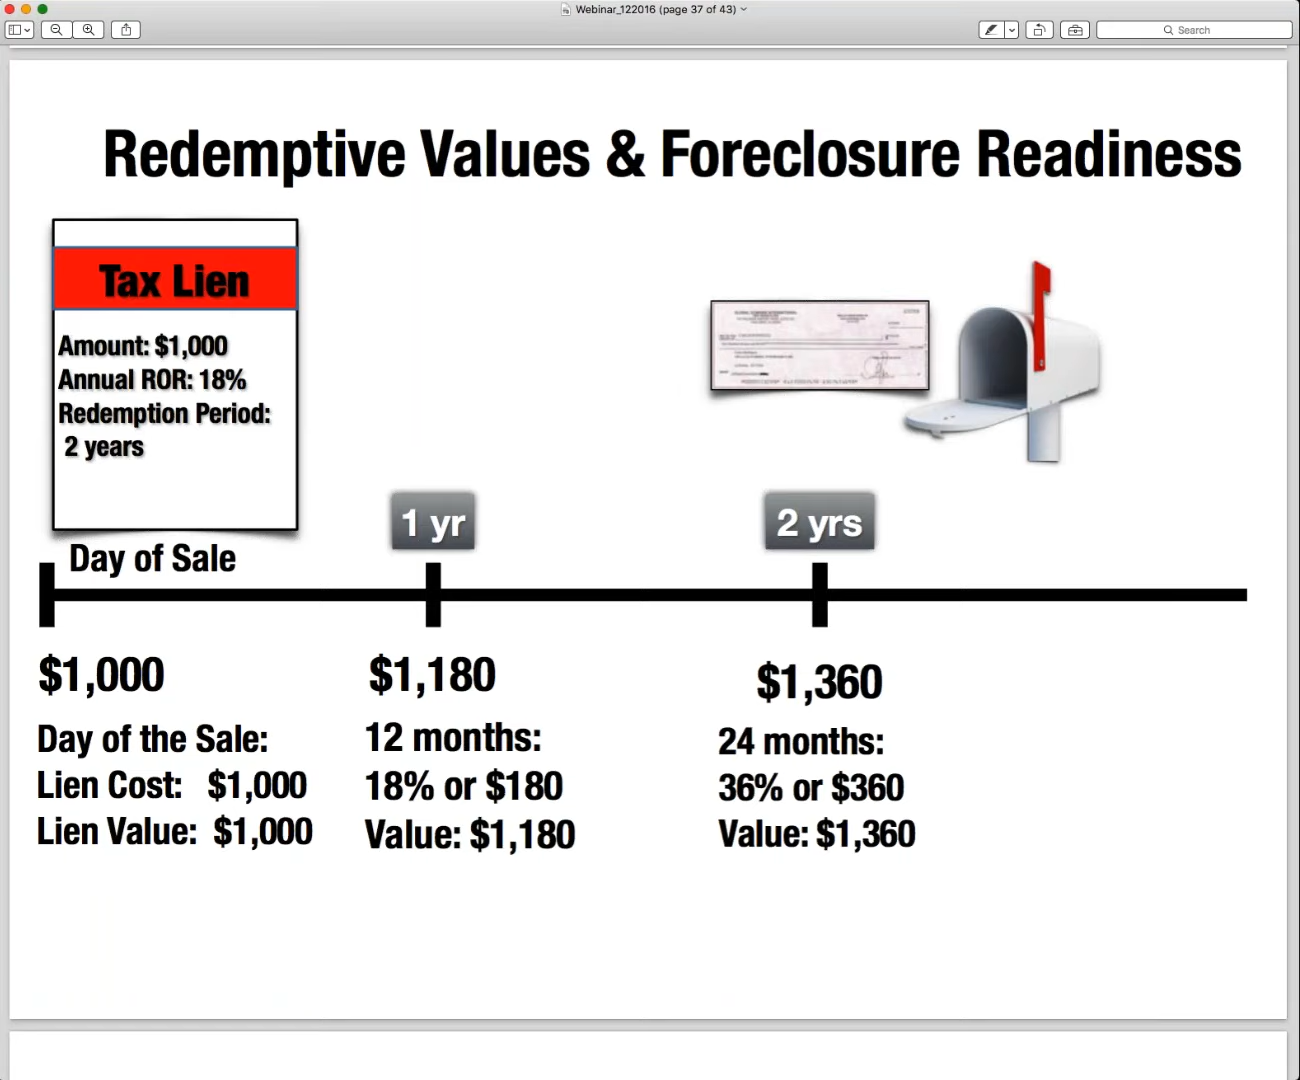 Webinar_122016 (page 37 of 43)
Search
Redemptive Values & Foreclosure Readiness
Tax Lien
Amount: $1,000
Annual ROR: 18%
Redemption Period:
2 years
Day of Sale
1 yr
2 yrs
$1,000
Day of the Sale:
Lien Cost: $1,000
Lien Value: $1,000
$1,180
12 months:
18% or $180
Value: $1,180
$1,360
24 months:
36% or $360
Value: $1,360